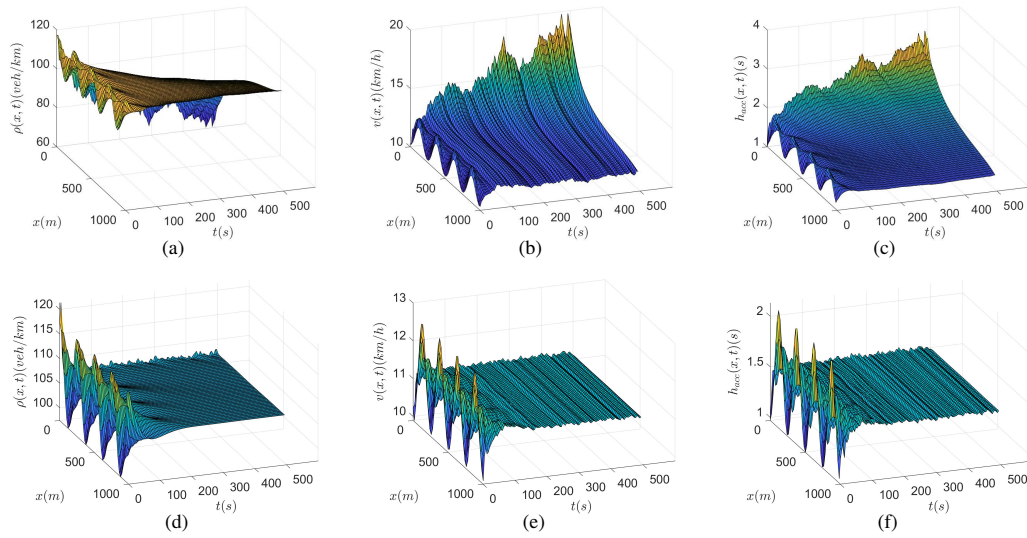 120
100
80
60
ρ(x, t)(veh/km)
0
500
1000
x(m)
0 100 200 300 400 500
t(s)
(a)
20
15
10
v(x, t)(km/h)
0
500
1000
x(m)
0 100 200 300 400 500
t(s)
(b)
4
3
2
1
h_acc(x, t)(s)
0
500
1000
x(m)
0 100 200 300 400 500
t(s)
(c)
120
115
110
105
100
ρ(x, t)(veh/km)
0
500
1000
x(m)
0 100 200 300 400 500
t(s)
(d)
13
12
11
10
v(x, t)(km/h)
0
500
1000
x(m)
0 100 200 300 400 500
t(s)
(e)
2
1.5
1
h_acc(x, t)(s)
0
500
1000
x(m)
0 100 200 300 400 500
t(s)
(f)